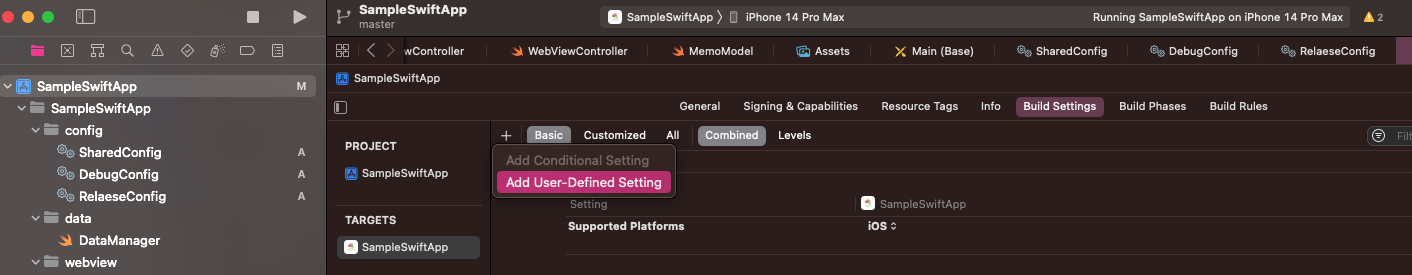 SampleSwiftApp
master
SampleSwiftApp
iPhone 14 Pro Max
Running SampleSwiftApp on iPhone 14 Pro Max
2
wController
WebViewController
MemoModel
Assets
Main (Base)
SharedConfig
DebugConfig
RelaeseConfig
SampleSwiftApp
M
SampleSwiftApp
config
SharedConfig
A
DebugConfig
A
RelaeseConfig
A
data
DataManager
webview
SampleSwiftApp
General
Signing & Capabilities
Resource Tags
Info
Build Settings
Build Phases
Build Rules
PROJECT
SampleSwiftApp
TARGETS
SampleSwiftApp
+
Basic
Customized
All
Combined
Levels
Filt
Add Conditional Setting
Add User-Defined Setting
Setting
SampleSwiftApp
Supported Platforms
iOS